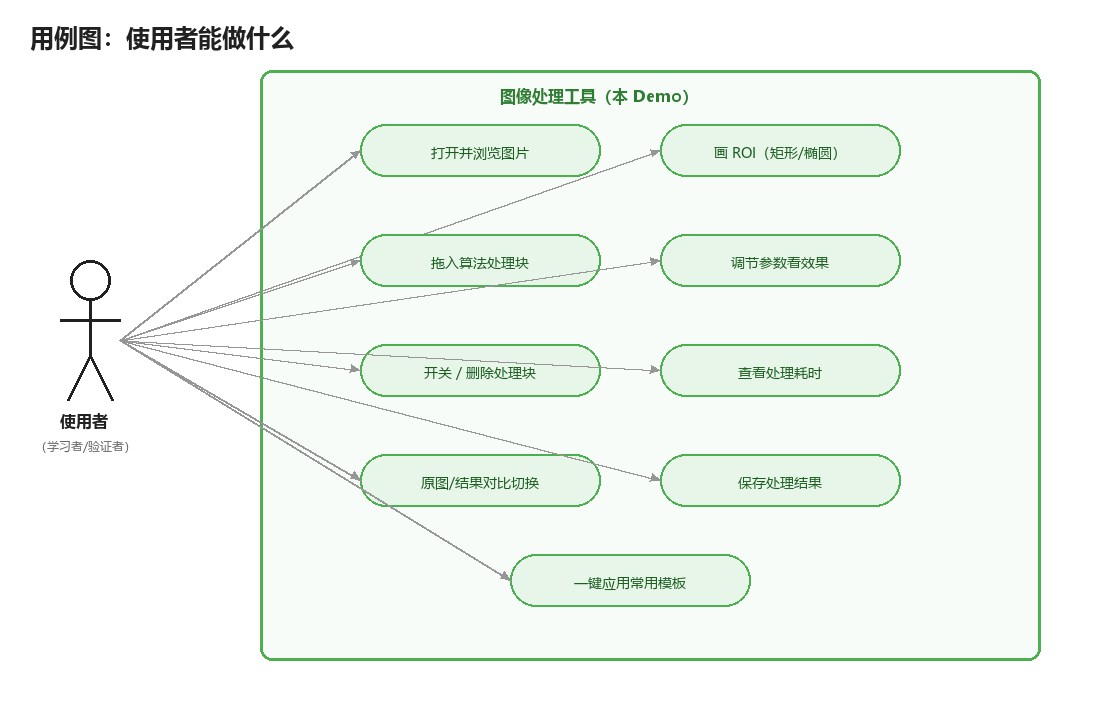 用例图：使用者能做什么
图像处理工具（本 Demo）
打开并浏览图片
画 ROI（矩形/椭圆）
拖入算法处理块
调节参数看效果
开关 / 删除处理块
查看处理耗时
使用者
(学习者/验证者)
原图/结果对比切换
保存处理结果
一键应用常用模板